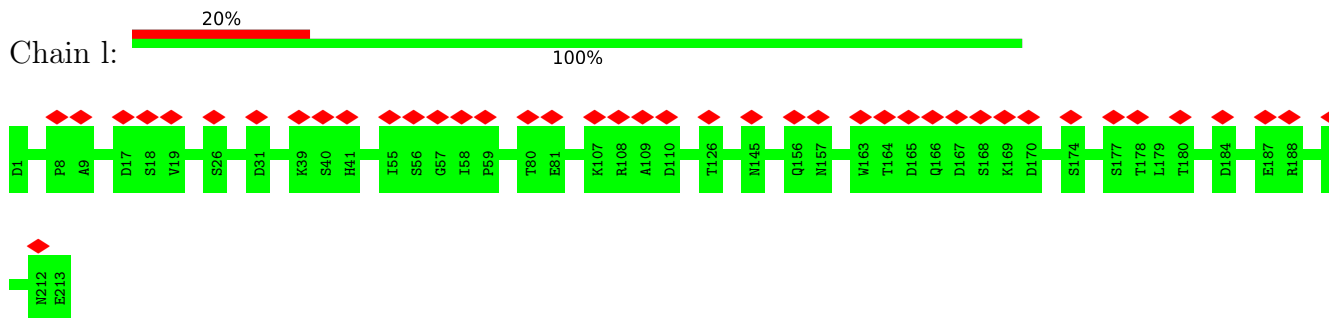 20%
Chain l:
100%
D1 P8 A9 D17 S18 V19 S26 D31 K39 S40 H41 I55 S56 G57 I58 P59 T80 E81 K107 R108 A109 D110 T126 N145 Q156 N157 W163 T164 D165 Q166 D167 S168 K169 D170 S174 S177 T178 L179 T180 D184 E187 R188
N212 E213